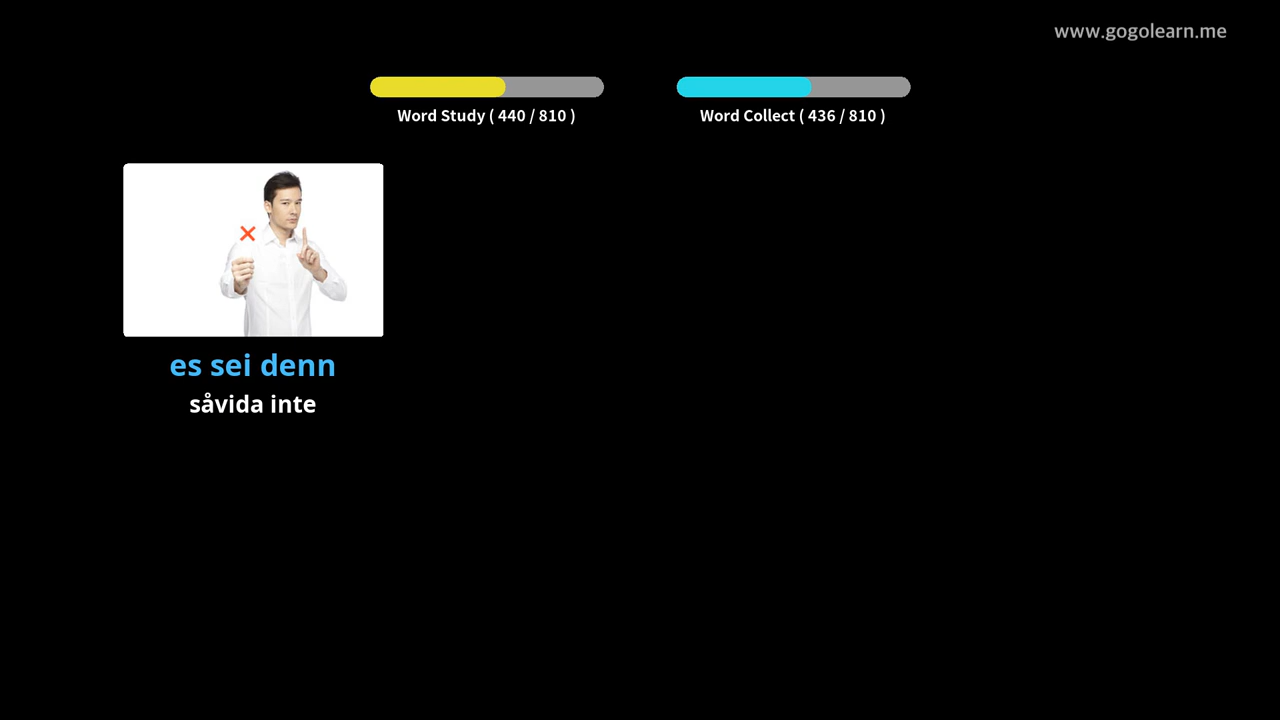 www.gogolearn.me
Word Study ( 440 / 810 )
Word Collect ( 436 / 810 )
es sei denn
såvida inte